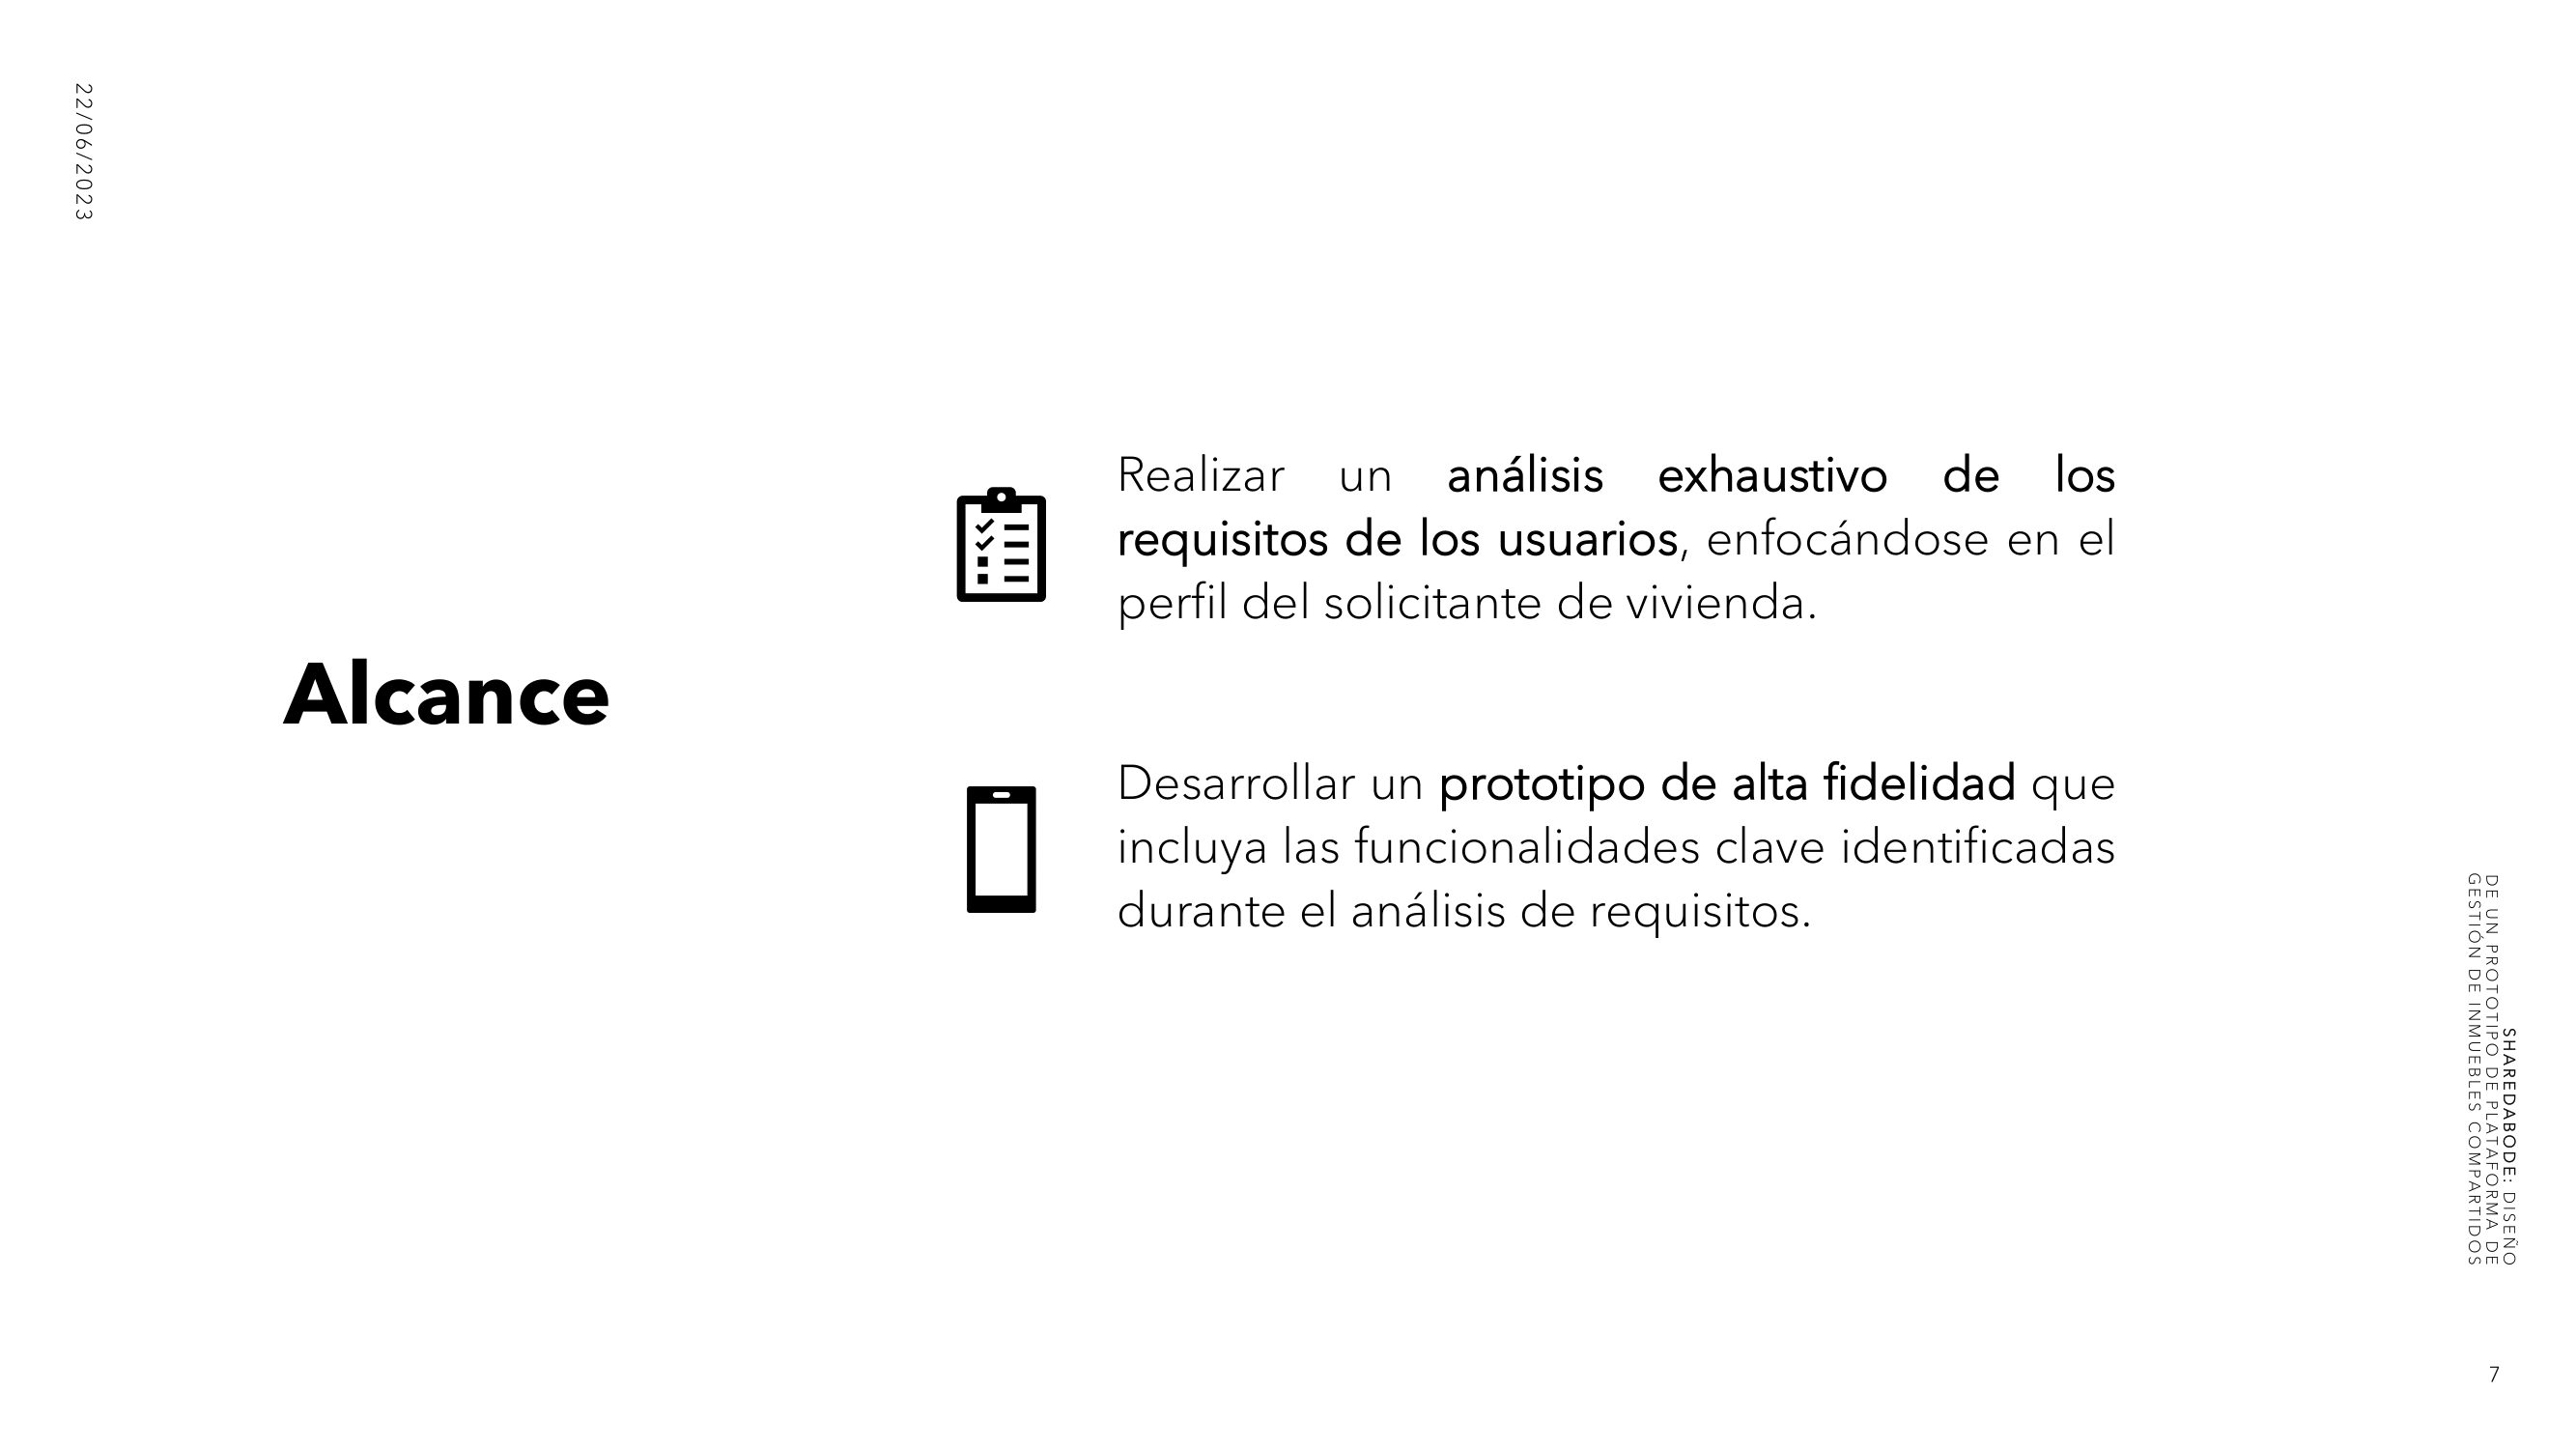 22/06/2023
Alcance
Realizar un análisis exhaustivo de los
requisitos de los usuarios, enfocándose en el
perfil del solicitante de vivienda.
Desarrollar un prototipo de alta fidelidad que
incluya las funcionalidades clave identificadas
durante el análisis de requisitos.
SHAREDABODE: DISEÑO
DE UN PROTOTIPO DE PLATAFORMA DE
GESTIÓN DE INMUEBLES COMPARTIDOS
7